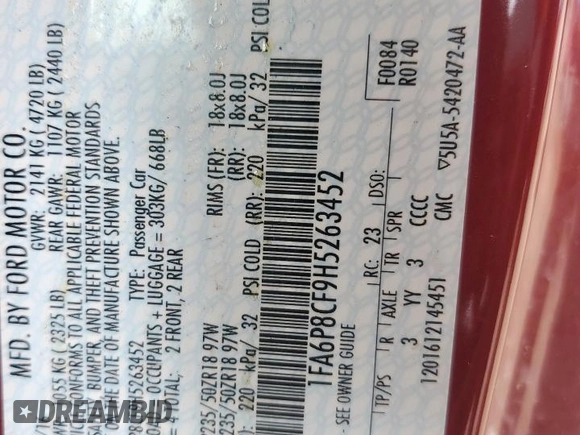 MFD. BY FORD MOTOR CO.
GVWR: 2141 KG ( 4720 LB)
055 KG ( 2325 LB) REAR GAWR: 1107 KG ( 2440 LB)
CONFORMS TO ALL APPLICABLE FEDERAL MOTOR
BUMPER, AND THEFT PREVENTION STANDARDS
DATE OF MANUFACTURE SHOWN ABOVE.
5263452 TYPE: Passenger Car
OCCUPANTS + LUGGAGE = 303KG/ 668LB
TOTAL; 2 FRONT, 2 REAR
235/50ZR18 97W RIMS (FR): 18x8.0J
235/50ZR18 97W (RR): 18x8.0J
220 kPa/ 32 PSI COLD (RR): 220 kPa/ 32 PSI COL
1FA6P8CF9H5263452
- SEE OWNER GUIDE
RC: 23 DSO: F0084
R0140
TP/PS R AXLE TR SPR
3 YY 3 CCCC
1201612145451 CMC ▽5U5A-5420472-AA
AUTOBIDCAR